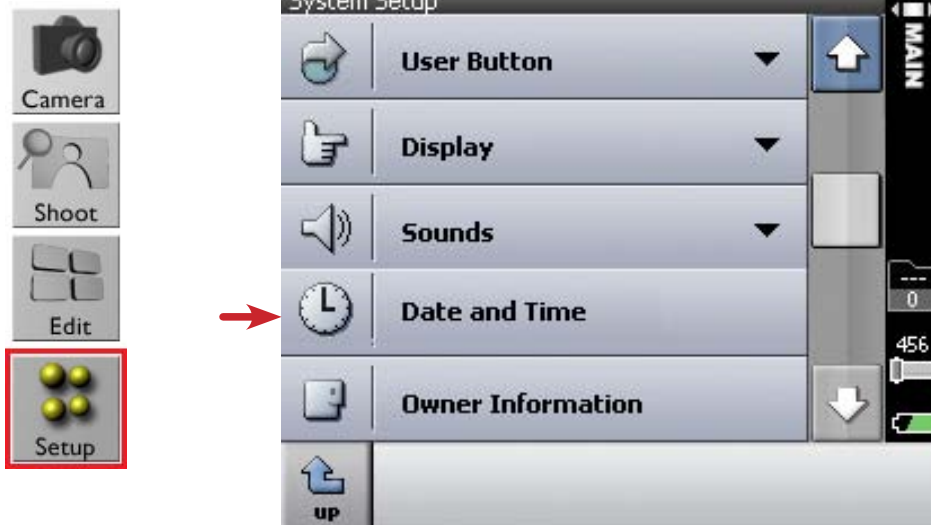 System Setup
Camera
Shoot
Edit
Setup
User Button
Display
Sounds
Date and Time
Owner Information
UP
MAIN
---
0
456